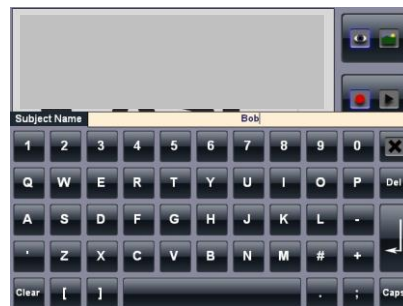 Subject Name Bob
1 2 3 4 5 6 7 8 9 0 X
Q W E R T Y U I O P Del
A S D F G H J K L -
' Z X C V B N M # +
Clear [ ] . ; Caps